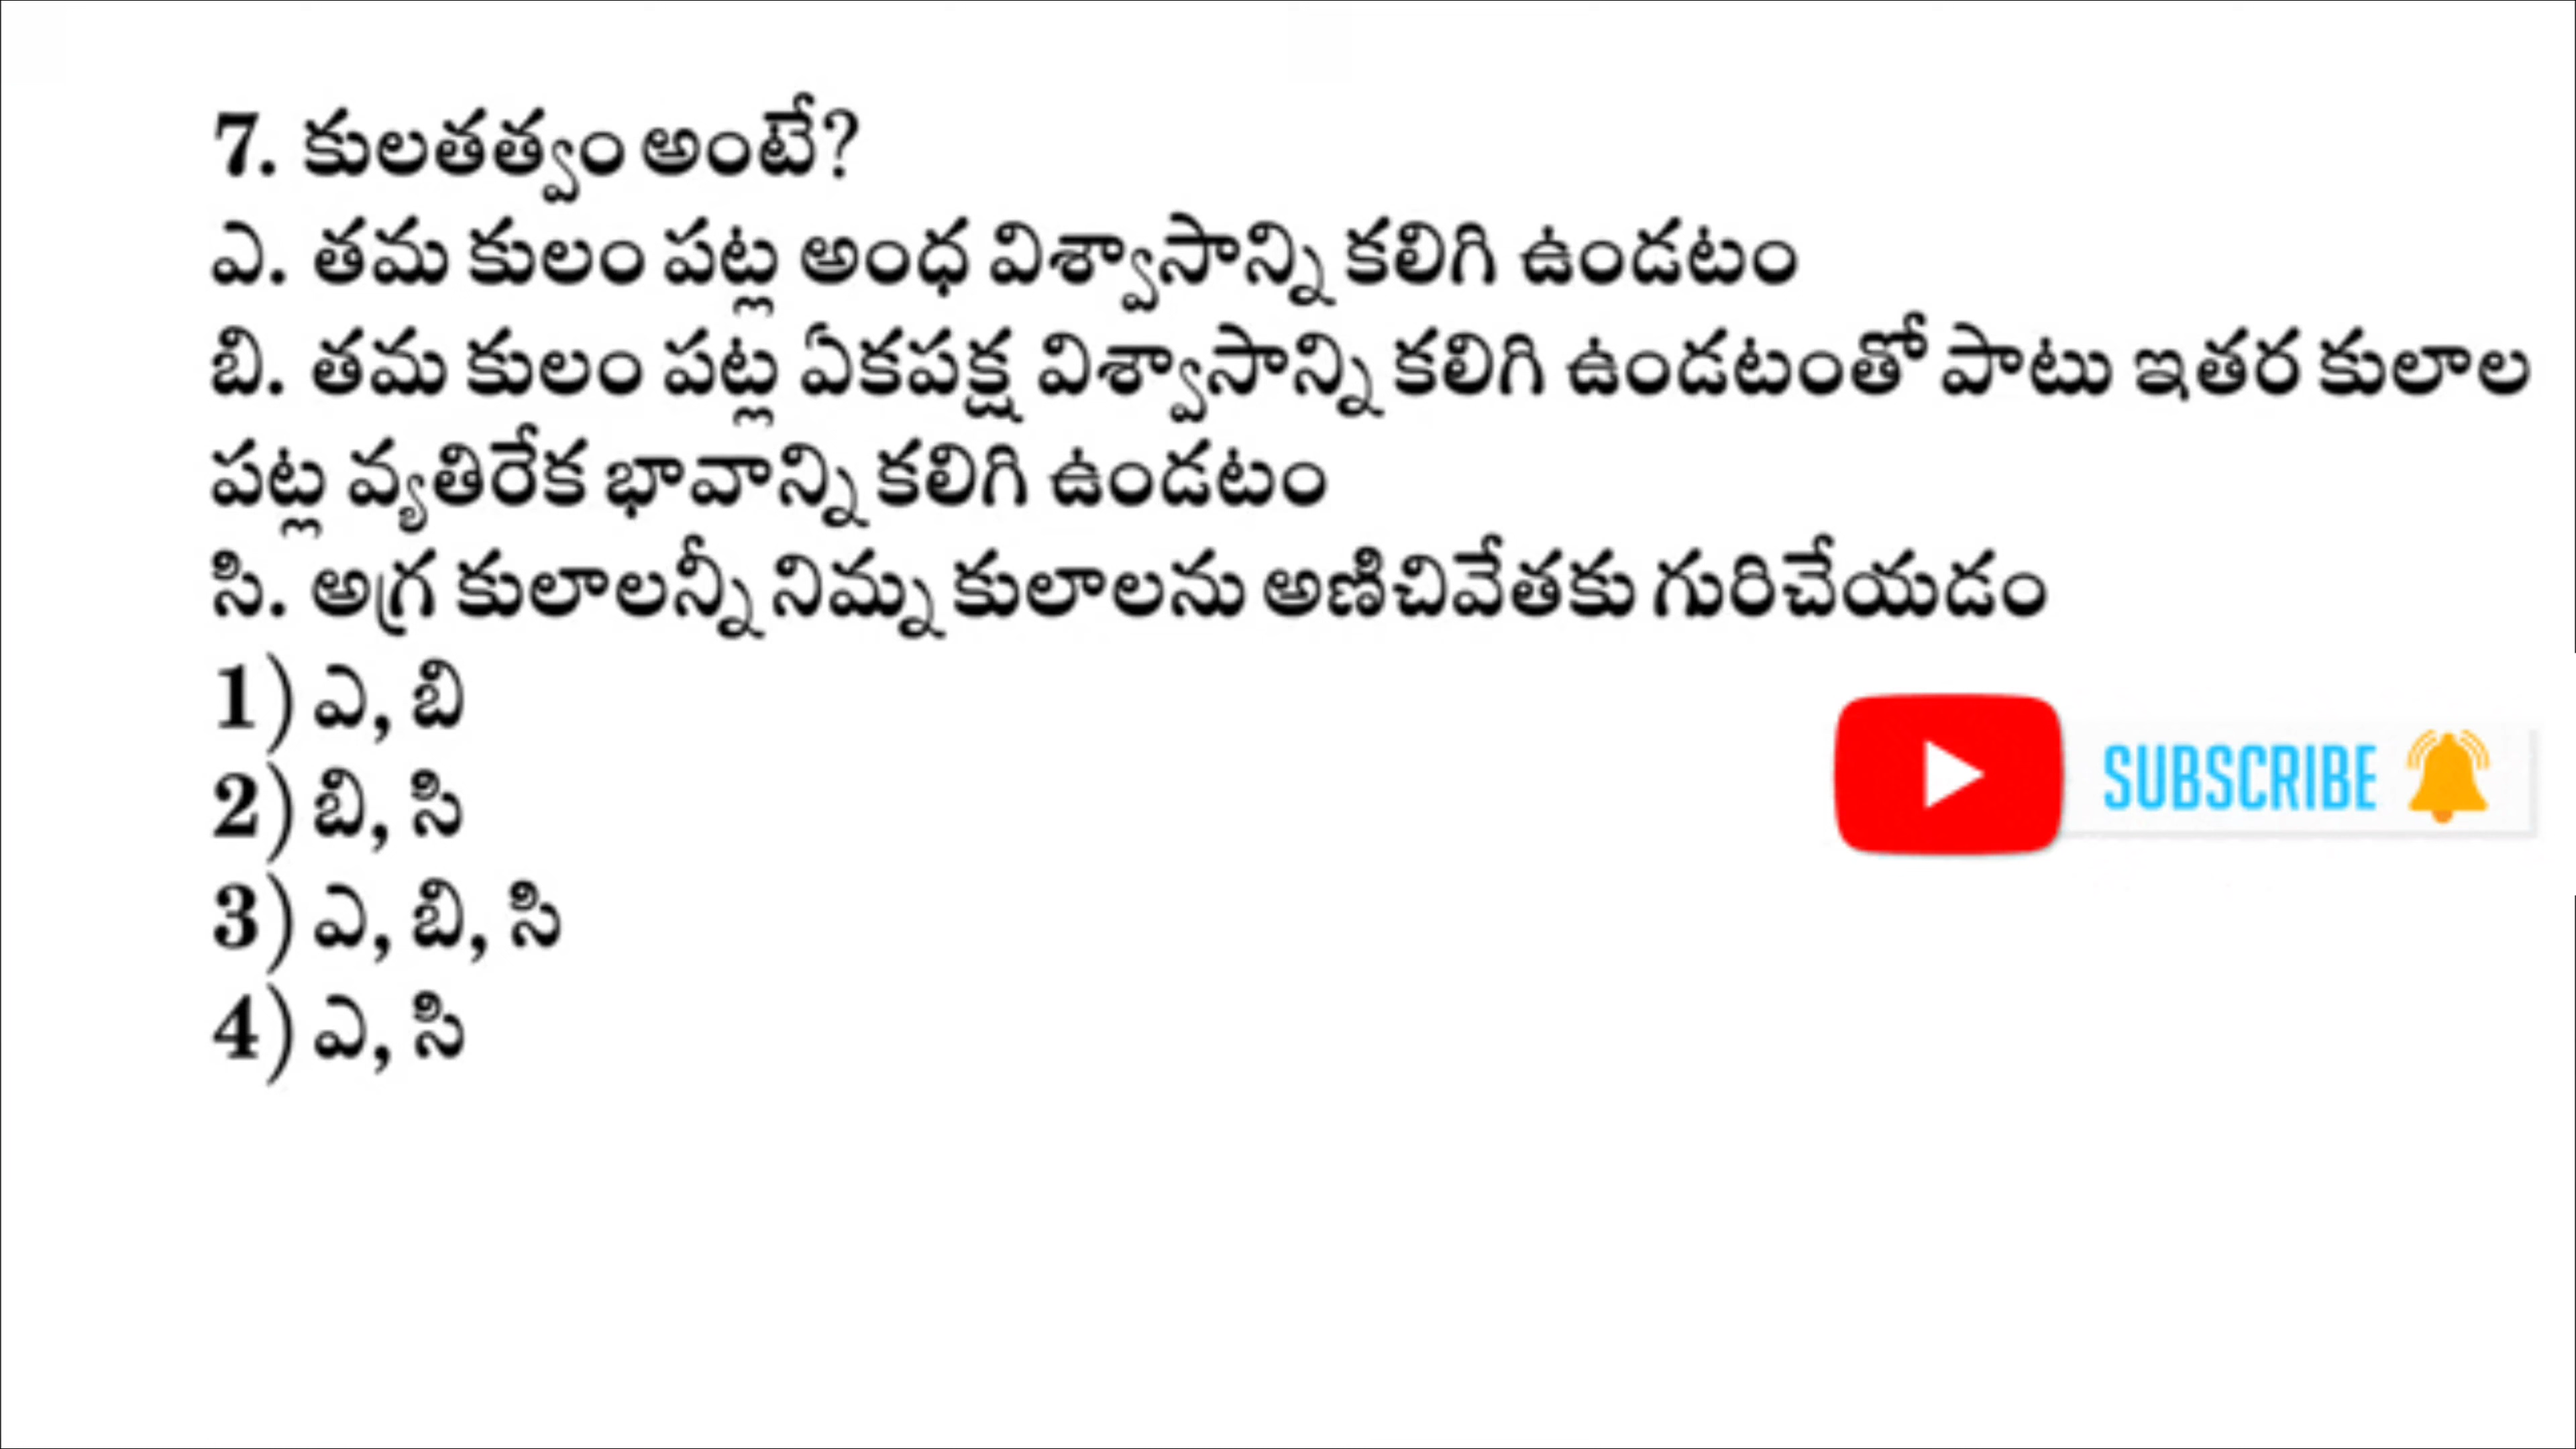 7. కులతత్వం అంటే?
ఎ. తమ కులం పట్ల అంధ విశ్వాసాన్ని కలిగి ఉండటం
బి. తమ కులం పట్ల ఏకపక్ష విశ్వాసాన్ని కలిగి ఉండటంతో పాటు ఇతర కులాల
పట్ల వ్యతిరేక భావాన్ని కలిగి ఉండటం
సి. అగ్ర కులాలన్నీ నిమ్న కులాలను అణిచివేతకు గురిచేయడం
1) ఎ, బి
2) బి, సి
3) ఎ, బి, సి
4) ఎ, సి
SUBSCRIBE